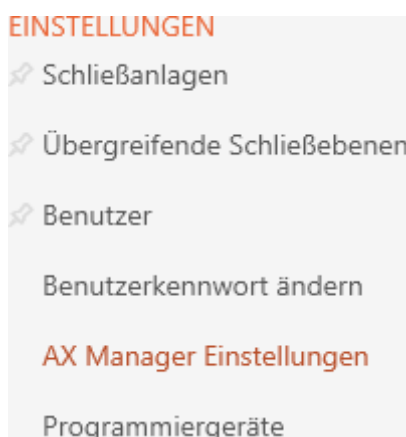 EINSTELLUNGEN
Schließanlagen
Übergreifende Schließebenen
Benutzer
Benutzerkennwort ändern
AX Manager Einstellungen
Programmiergeräte